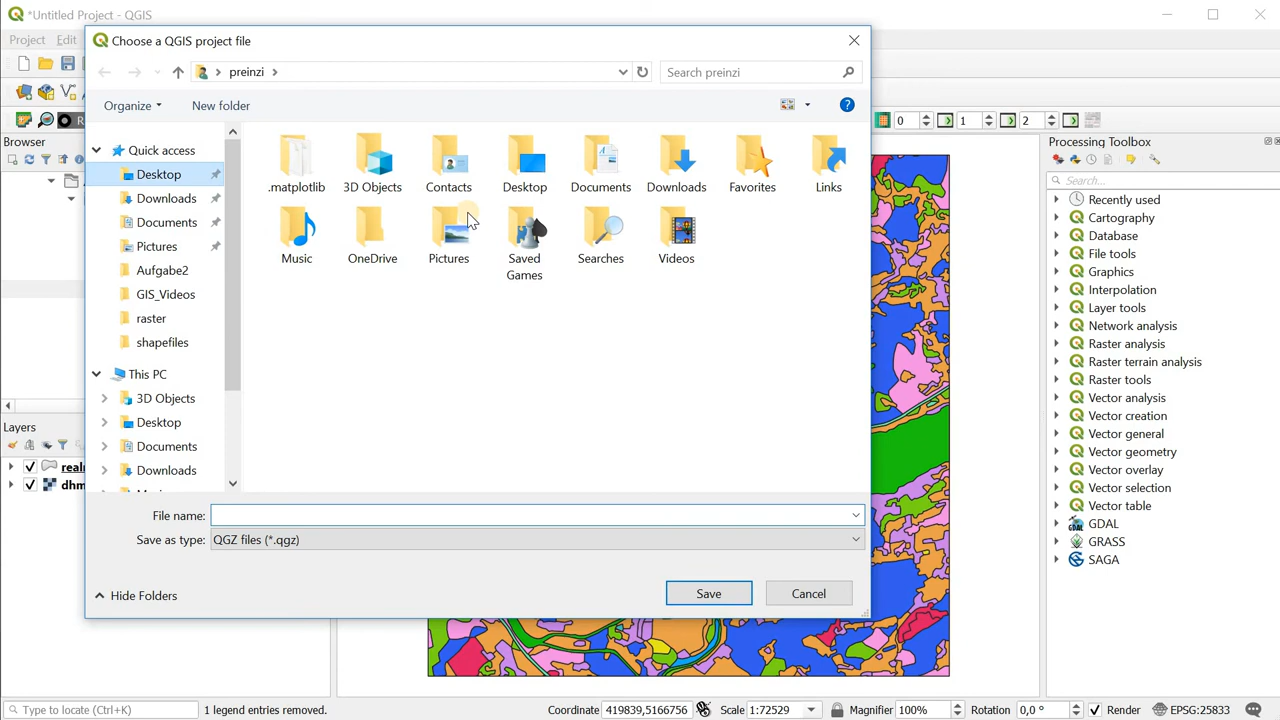 *Untitled Project - QGIS
Project Edit
Choose a QGIS project file
preinzi
Search preinzi
Organize
New folder
0
1
2
Browser
Processing Toolbox
Search...
Quick access
Desktop
Downloads
Documents
Pictures
Aufgabe2
GIS_Videos
raster
shapefiles
This PC
3D Objects
Desktop
Documents
Downloads
.matplotlib
3D Objects
Contacts
Desktop
Documents
Downloads
Favorites
Links
Music
OneDrive
Pictures
Saved
Games
Searches
Videos
Recently used
Cartography
Database
File tools
Graphics
Interpolation
Layer tools
Network analysis
Raster analysis
Raster terrain analysis
Raster tools
Vector analysis
Vector creation
Vector general
Vector geometry
Vector overlay
Vector selection
Vector table
GDAL
GRASS
SAGA
Layers
dhm
File name:
Save as type: QGZ files (*.qgz)
Hide Folders
Save
Cancel
Type to locate (Ctrl+K)
1 legend entries removed.
Coordinate 419839,5166756
Scale 1:72529
Magnifier 100%
Rotation 0,0 °
Render
EPSG:25833